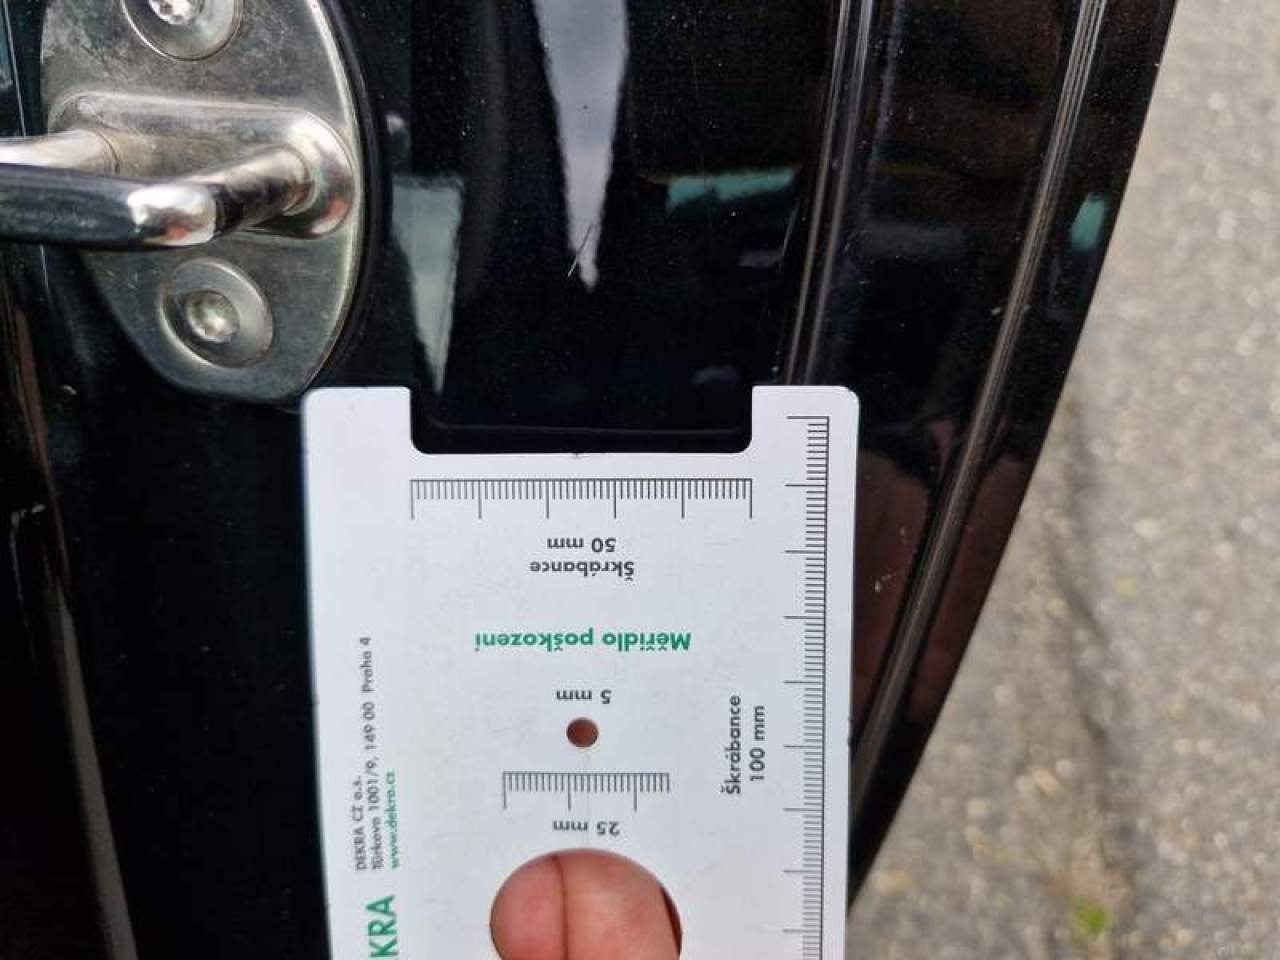 50 mm
Škrábance
Měřidlo poškození
5 mm
25 mm
Škrábance
100 mm
DEKRA CZ a.s.
Türkova 1001/9, 149 00 Praha 4
www.dekra.cz
KRA